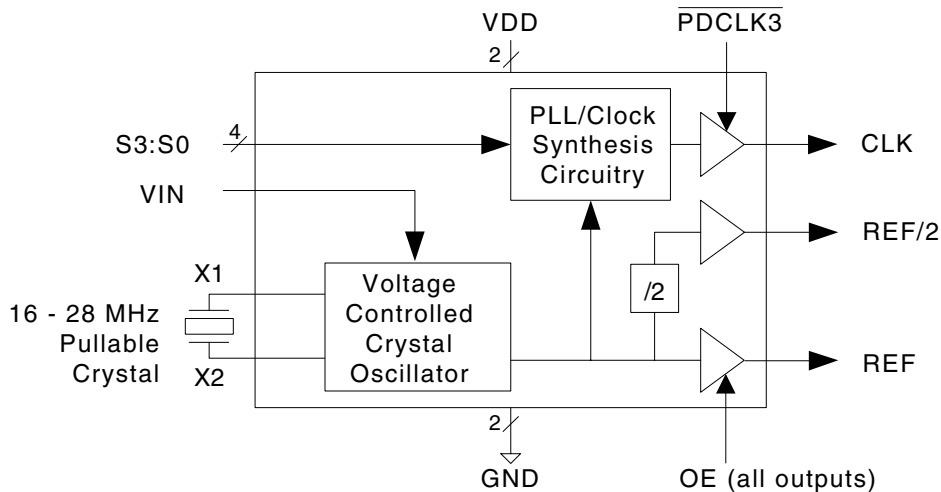 VDD
PDCLK3
2
S3:S0
4
PLL/Clock
Synthesis
Circuitry
CLK
VIN
REF/2
X1
16 - 28 MHz
Pullable
Crystal
X2
Voltage
Controlled
Crystal
Oscillator
/2
REF
2
GND
OE (all outputs)